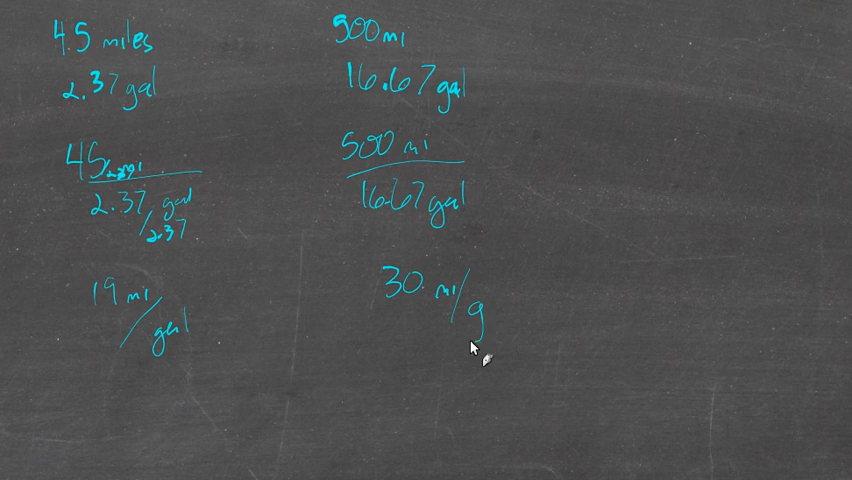 4.5 miles
2.37 gal
45 mi
2.37 gal
/2.37
19 mi/gal
500 mi
16.67 gal
500 mi
16.67 gal
30 mi/g